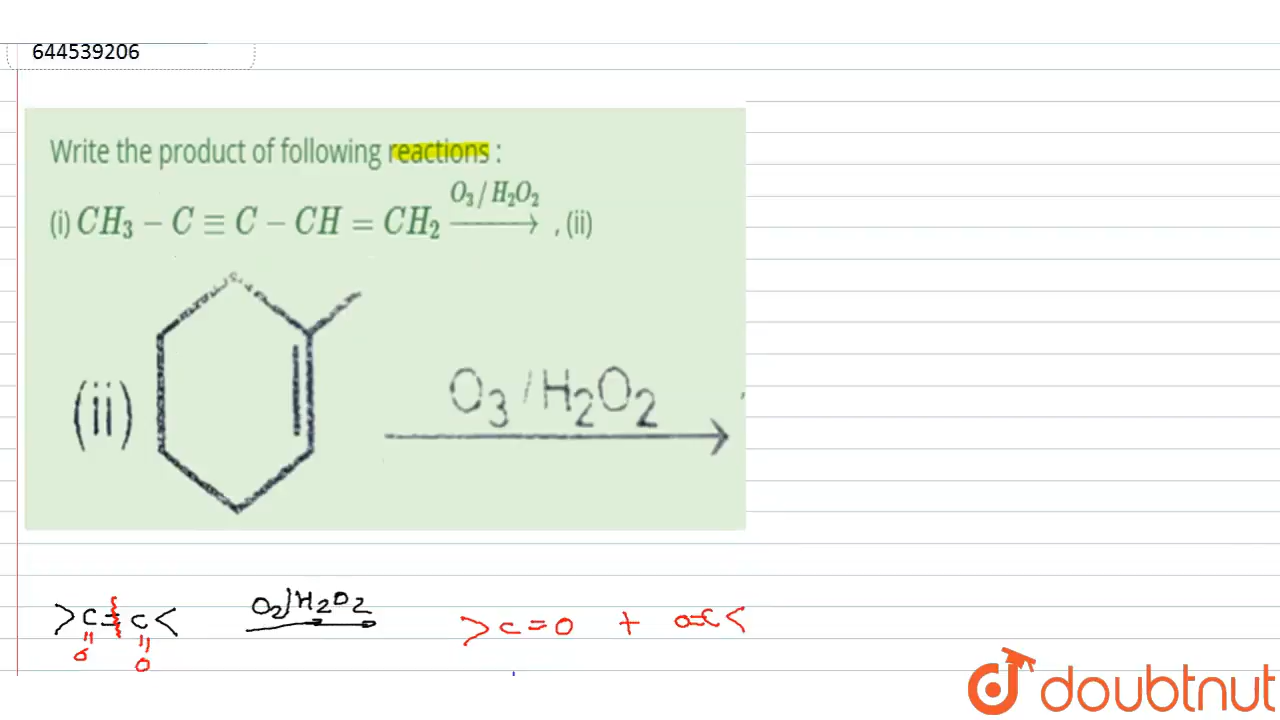 644539206
Write the product of following reactions :
(i) CH₃ − C ≡ C − CH = CH₂ O₃ / H₂O₂ → , (ii)
(ii) O₃ / H₂O₂
>C=C< O₂/H₂O₂ → >C=O + O=C<
O O
doubtnut